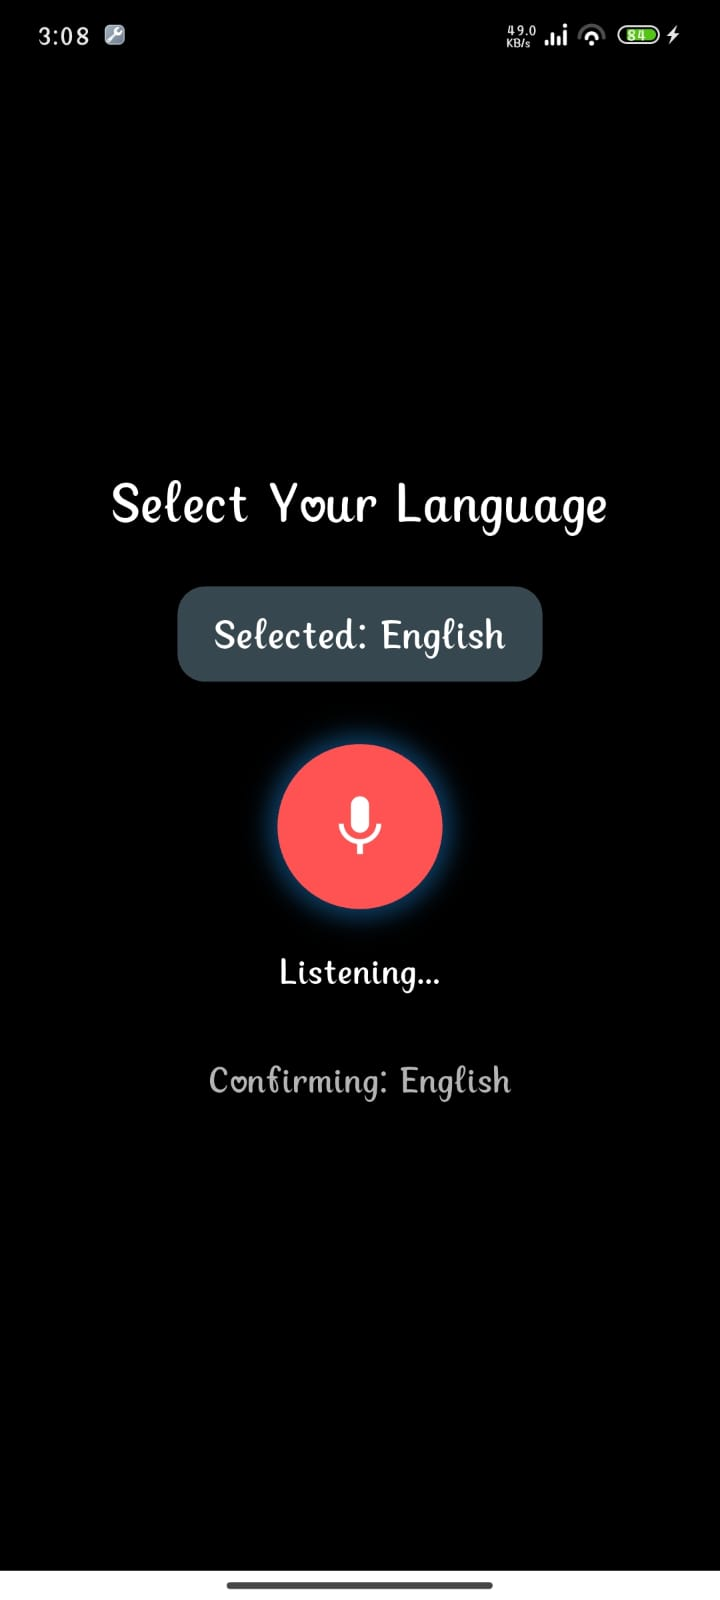 3:08
49.0
KB/s
84
Select Your Language
Selected: English
Listening...
Confirming: English